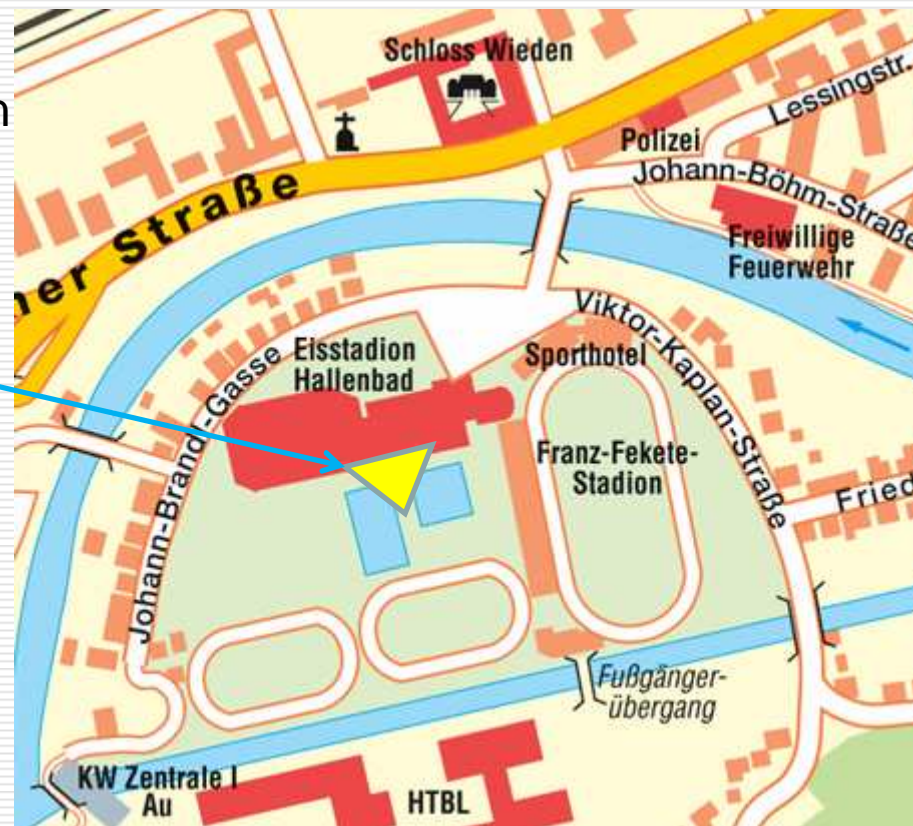 Schloss Wieden
n
Polizei
Lessingstr.
Johann-Böhm-Straße
ner Straße
Freiwillige
Feuerwehr
Viktor-Kaplan-Straße
Johann-Brandl-Gasse
Eisstadion
Hallenbad
Sporthotel
Franz-Fekete-
Stadion
Fried
Fußgänger-
übergang
KW Zentrale I
Au
HTBL